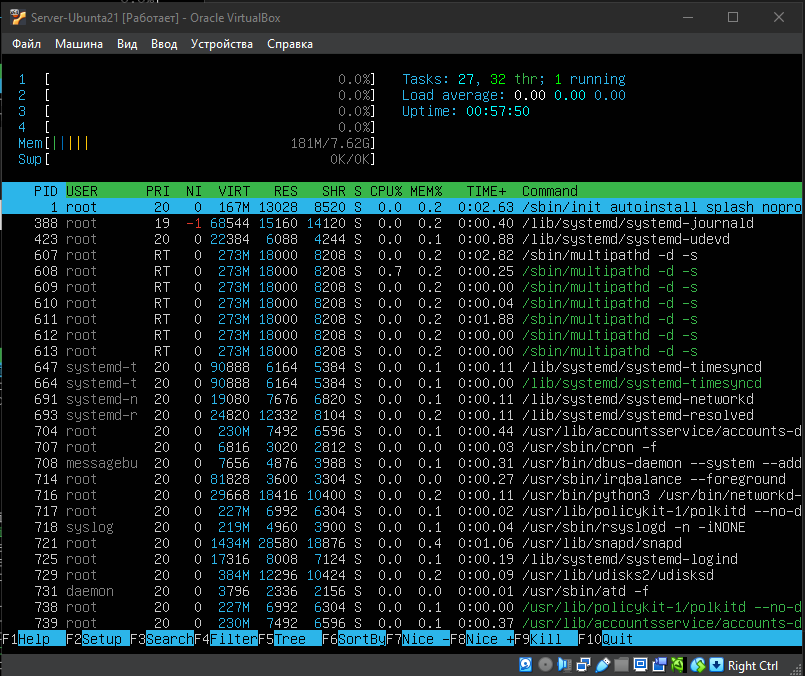 Server-Ubunta21 [Работает] - Oracle VirtualBox
Файл Машина Вид Ввод Устройства Справка
1 [ 0.0%] Tasks: 27, 32 thr; 1 running
2 [ 0.0%] Load average: 0.00 0.00 0.00
3 [ 0.0%] Uptime: 00:57:50
4 [ 0.0%]
Mem[||||| 181M/7.62G]
Swp[ 0K/0K]
PID USER PRI NI VIRT RES SHR S CPU% MEM% TIME+ Command
1 root 20 0 167M 13028 8520 S 0.0 0.2 0:02.63 /sbin/init autoinstall splash nopro
388 root 19 -1 68544 15160 14120 S 0.0 0.2 0:00.40 /lib/systemd/systemd-journald
423 root 20 0 22384 6088 4244 S 0.0 0.1 0:00.88 /lib/systemd/systemd-udevd
607 root RT 0 273M 18000 8208 S 0.0 0.2 0:02.82 /sbin/multipathd -d -s
608 root RT 0 273M 18000 8208 S 0.7 0.2 0:00.25 /sbin/multipathd -d -s
609 root RT 0 273M 18000 8208 S 0.0 0.2 0:00.00 /sbin/multipathd -d -s
610 root RT 0 273M 18000 8208 S 0.0 0.2 0:00.04 /sbin/multipathd -d -s
611 root RT 0 273M 18000 8208 S 0.0 0.2 0:01.88 /sbin/multipathd -d -s
612 root RT 0 273M 18000 8208 S 0.0 0.2 0:00.00 /sbin/multipathd -d -s
613 root RT 0 273M 18000 8208 S 0.0 0.2 0:00.00 /sbin/multipathd -d -s
647 systemd-t 20 0 90888 6164 5384 S 0.0 0.1 0:00.11 /lib/systemd/systemd-timesyncd
664 systemd-t 20 0 90888 6164 5384 S 0.0 0.1 0:00.00 /lib/systemd/systemd-timesyncd
691 systemd-n 20 0 19080 7676 6820 S 0.0 0.1 0:00.11 /lib/systemd/systemd-networkd
693 systemd-r 20 0 24820 12332 8104 S 0.0 0.2 0:00.11 /lib/systemd/systemd-resolved
704 root 20 0 230M 7492 6596 S 0.0 0.1 0:00.44 /usr/lib/accountsservice/accounts-d
707 root 20 0 6816 3020 2812 S 0.0 0.0 0:00.03 /usr/sbin/cron -f
708 messagebu 20 0 7656 4876 3988 S 0.0 0.1 0:00.31 /usr/bin/dbus-daemon --system --add
714 root 20 0 81828 3600 3304 S 0.0 0.0 0:00.27 /usr/sbin/irqbalance --foreground
716 root 20 0 29668 18416 10400 S 0.0 0.2 0:00.11 /usr/bin/python3 /usr/bin/networkd-
717 root 20 0 227M 6992 6304 S 0.0 0.1 0:00.02 /usr/lib/policykit-1/polkitd --no-d
718 syslog 20 0 219M 4960 3900 S 0.0 0.1 0:00.04 /usr/sbin/rsyslogd -n -iNONE
721 root 20 0 1434M 28580 18876 S 0.0 0.4 0:01.06 /usr/lib/snapd/snapd
725 root 20 0 17316 8008 7124 S 0.0 0.1 0:00.19 /lib/systemd/systemd-logind
729 root 20 0 384M 12296 10424 S 0.0 0.2 0:00.09 /usr/lib/udisks2/udisksd
731 daemon 20 0 3796 2336 2156 S 0.0 0.0 0:00.00 /usr/sbin/atd -f
738 root 20 0 227M 6992 6304 S 0.0 0.1 0:00.00 /usr/lib/policykit-1/polkitd --no-d
739 root 20 0 230M 7492 6596 S 0.0 0.1 0:00.37 /usr/lib/accountsservice/accounts-d
F1Help F2Setup F3SearchF4FilterF5Tree F6SortByF7Nice -F8Nice +F9Kill F10Quit
Right Ctrl